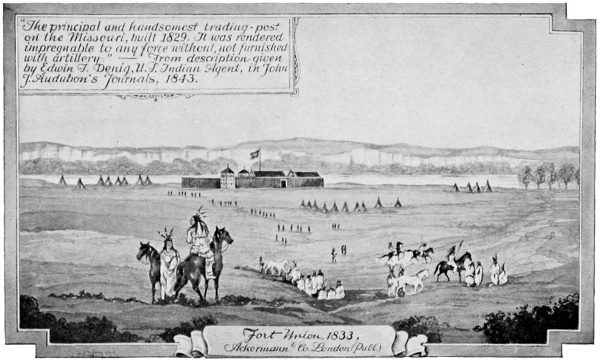 "The principal and handsomest trading-post
on the Missouri, built 1829. It was rendered
impregnable to any force without, not furnished
with artillery." — From description given
by Edwin T. Denig, U.S. Indian Agent, in John
J. Audubon's Journals, 1843.
Fort Union, 1833,
Ackermann & Co. London (Publ)